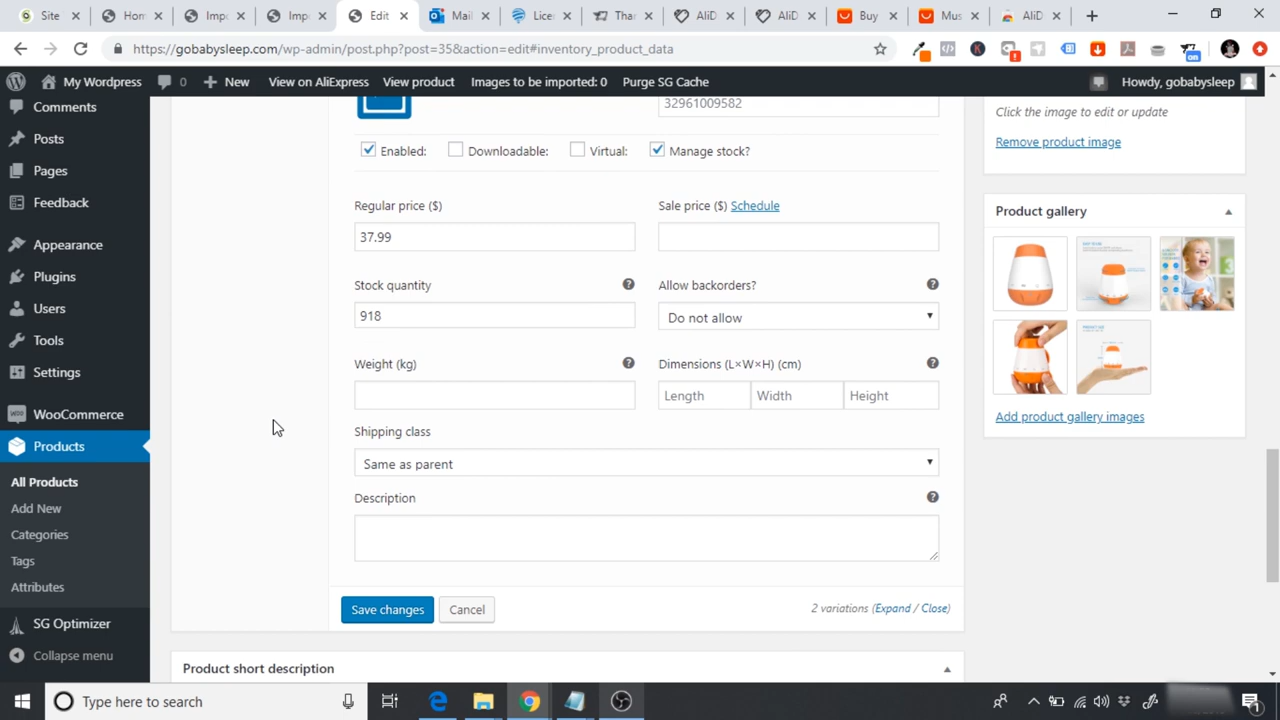 Site
Hom
Impo
Impo
Edit
Mail
Licen
Than
AliD
AliD
Buy
Mus
AliD
https://gobabysleep.com/wp-admin/post.php?post=35&action=edit#inventory_product_data
on
My Wordpress
0
New
View on AliExpress
View product
Images to be imported: 0
Purge SG Cache
Howdy, gobabysleep
Comments
Posts
Pages
Feedback
Appearance
Plugins
Users
Tools
Settings
WooCommerce
Products
All Products
Add New
Categories
Tags
Attributes
SG Optimizer
Collapse menu
32961009582
Enabled:
Downloadable:
Virtual:
Manage stock?
Regular price ($)
Sale price ($) Schedule
37.99
Stock quantity
Allow backorders?
918
Do not allow
Weight (kg)
Dimensions (L×W×H) (cm)
Length
Width
Height
Shipping class
Same as parent
Description
Save changes
Cancel
2 variations (Expand / Close)
Product short description
Click the image to edit or update
Remove product image
Product gallery
Add product gallery images
Type here to search